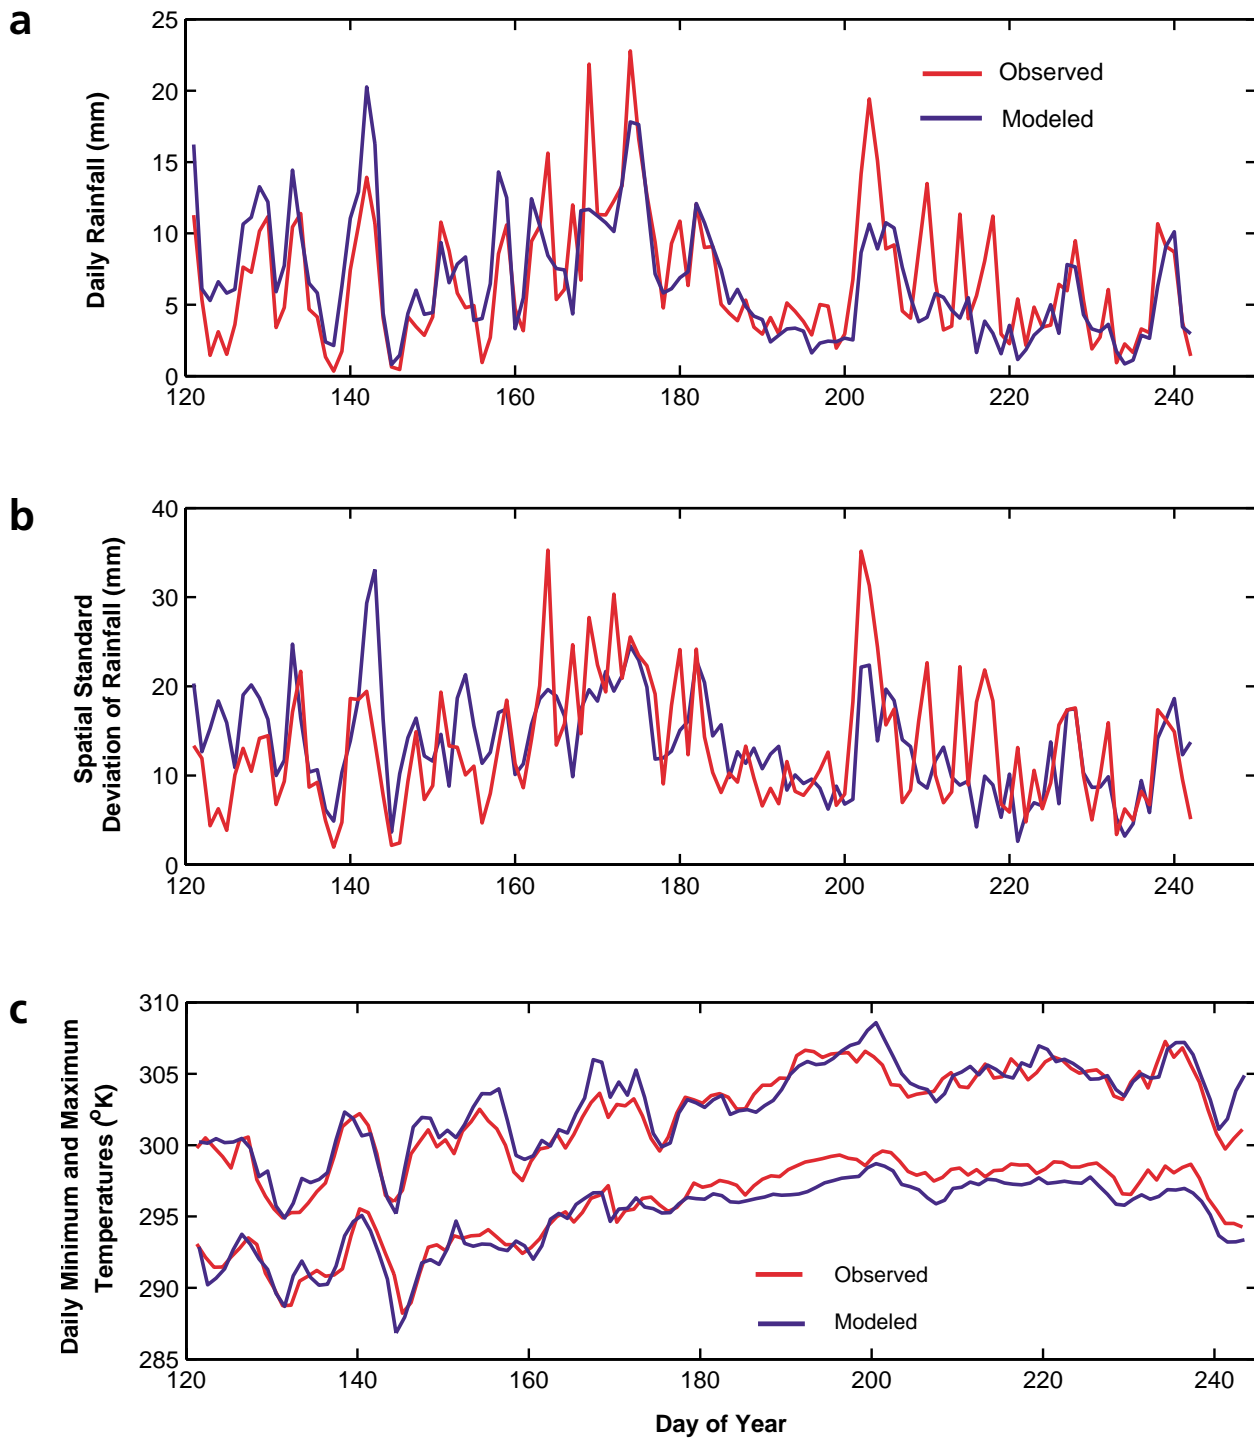 a
Daily Rainfall (mm)
25
20
15
10
5
0
Observed
Modeled
120 140 160 180 200 220 240
b
Spatial Standard
Deviation of Rainfall (mm)
40
30
20
10
0
120 140 160 180 200 220 240
c
Daily Minimum and Maximum
Temperatures (°K)
310
305
300
295
290
285
Observed
Modeled
120 140 160 180 200 220 240
Day of Year